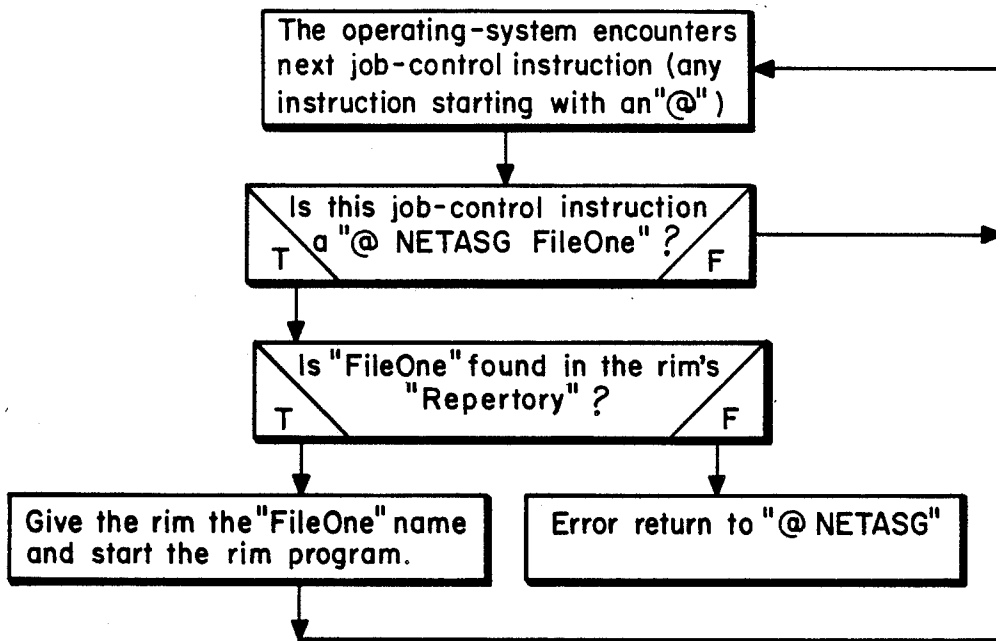 The operating-system encounters
next job-control instruction (any
instruction starting with an "@")
Is this job-control instruction
a "@ NETASG FileOne" ?
T
F
Is "FileOne" found in the rim's
"Repertory" ?
T
F
Give the rim the "FileOne" name
and start the rim program.
Error return to "@ NETASG"